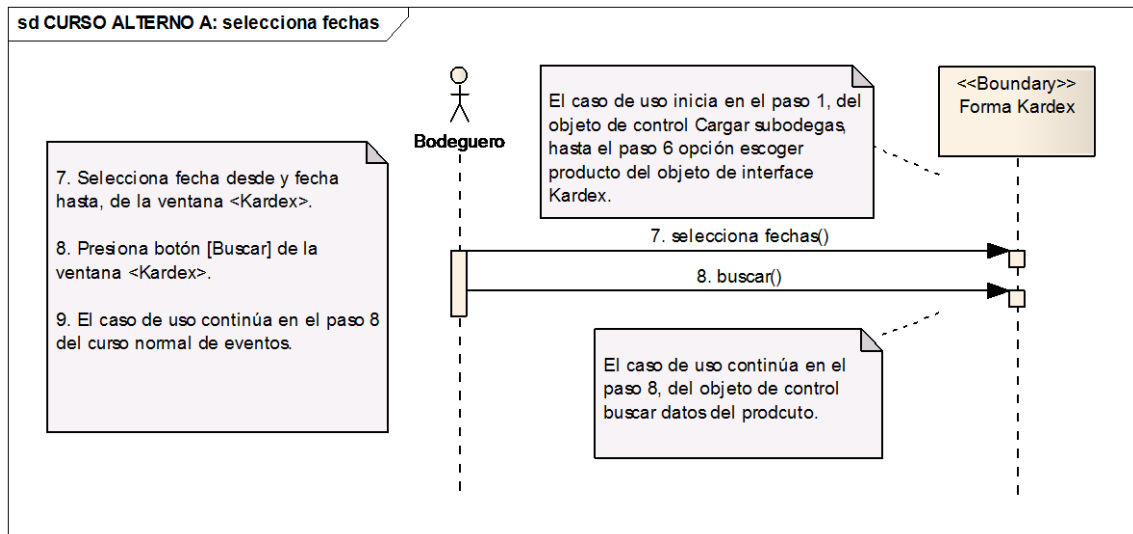 sd CURSO ALTERNO A: selecciona fechas
Bodeguero
El caso de uso inicia en el paso 1, del
objeto de control Cargar subodegas,
hasta el paso 6 opción escoger
producto del objeto de interface
Kardex.
<<Boundary>>
Forma Kardex
7. Selecciona fecha desde y fecha
hasta, de la ventana <Kardex>.
8. Presiona botón [Buscar] de la
ventana <Kardex>.
9. El caso de uso continúa en el paso 8
del curso normal de eventos.
7. selecciona fechas()
8. buscar()
El caso de uso continúa en el
paso 8, del objeto de control
buscar datos del prodcuto.